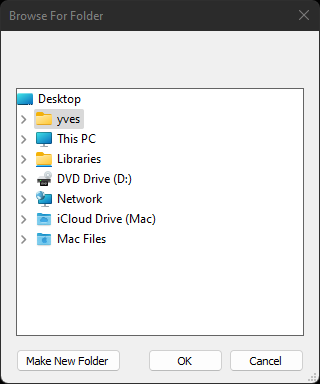 Browse For Folder
Desktop
yves
This PC
Libraries
DVD Drive (D:)
Network
iCloud Drive (Mac)
Mac Files
Make New Folder
OK
Cancel